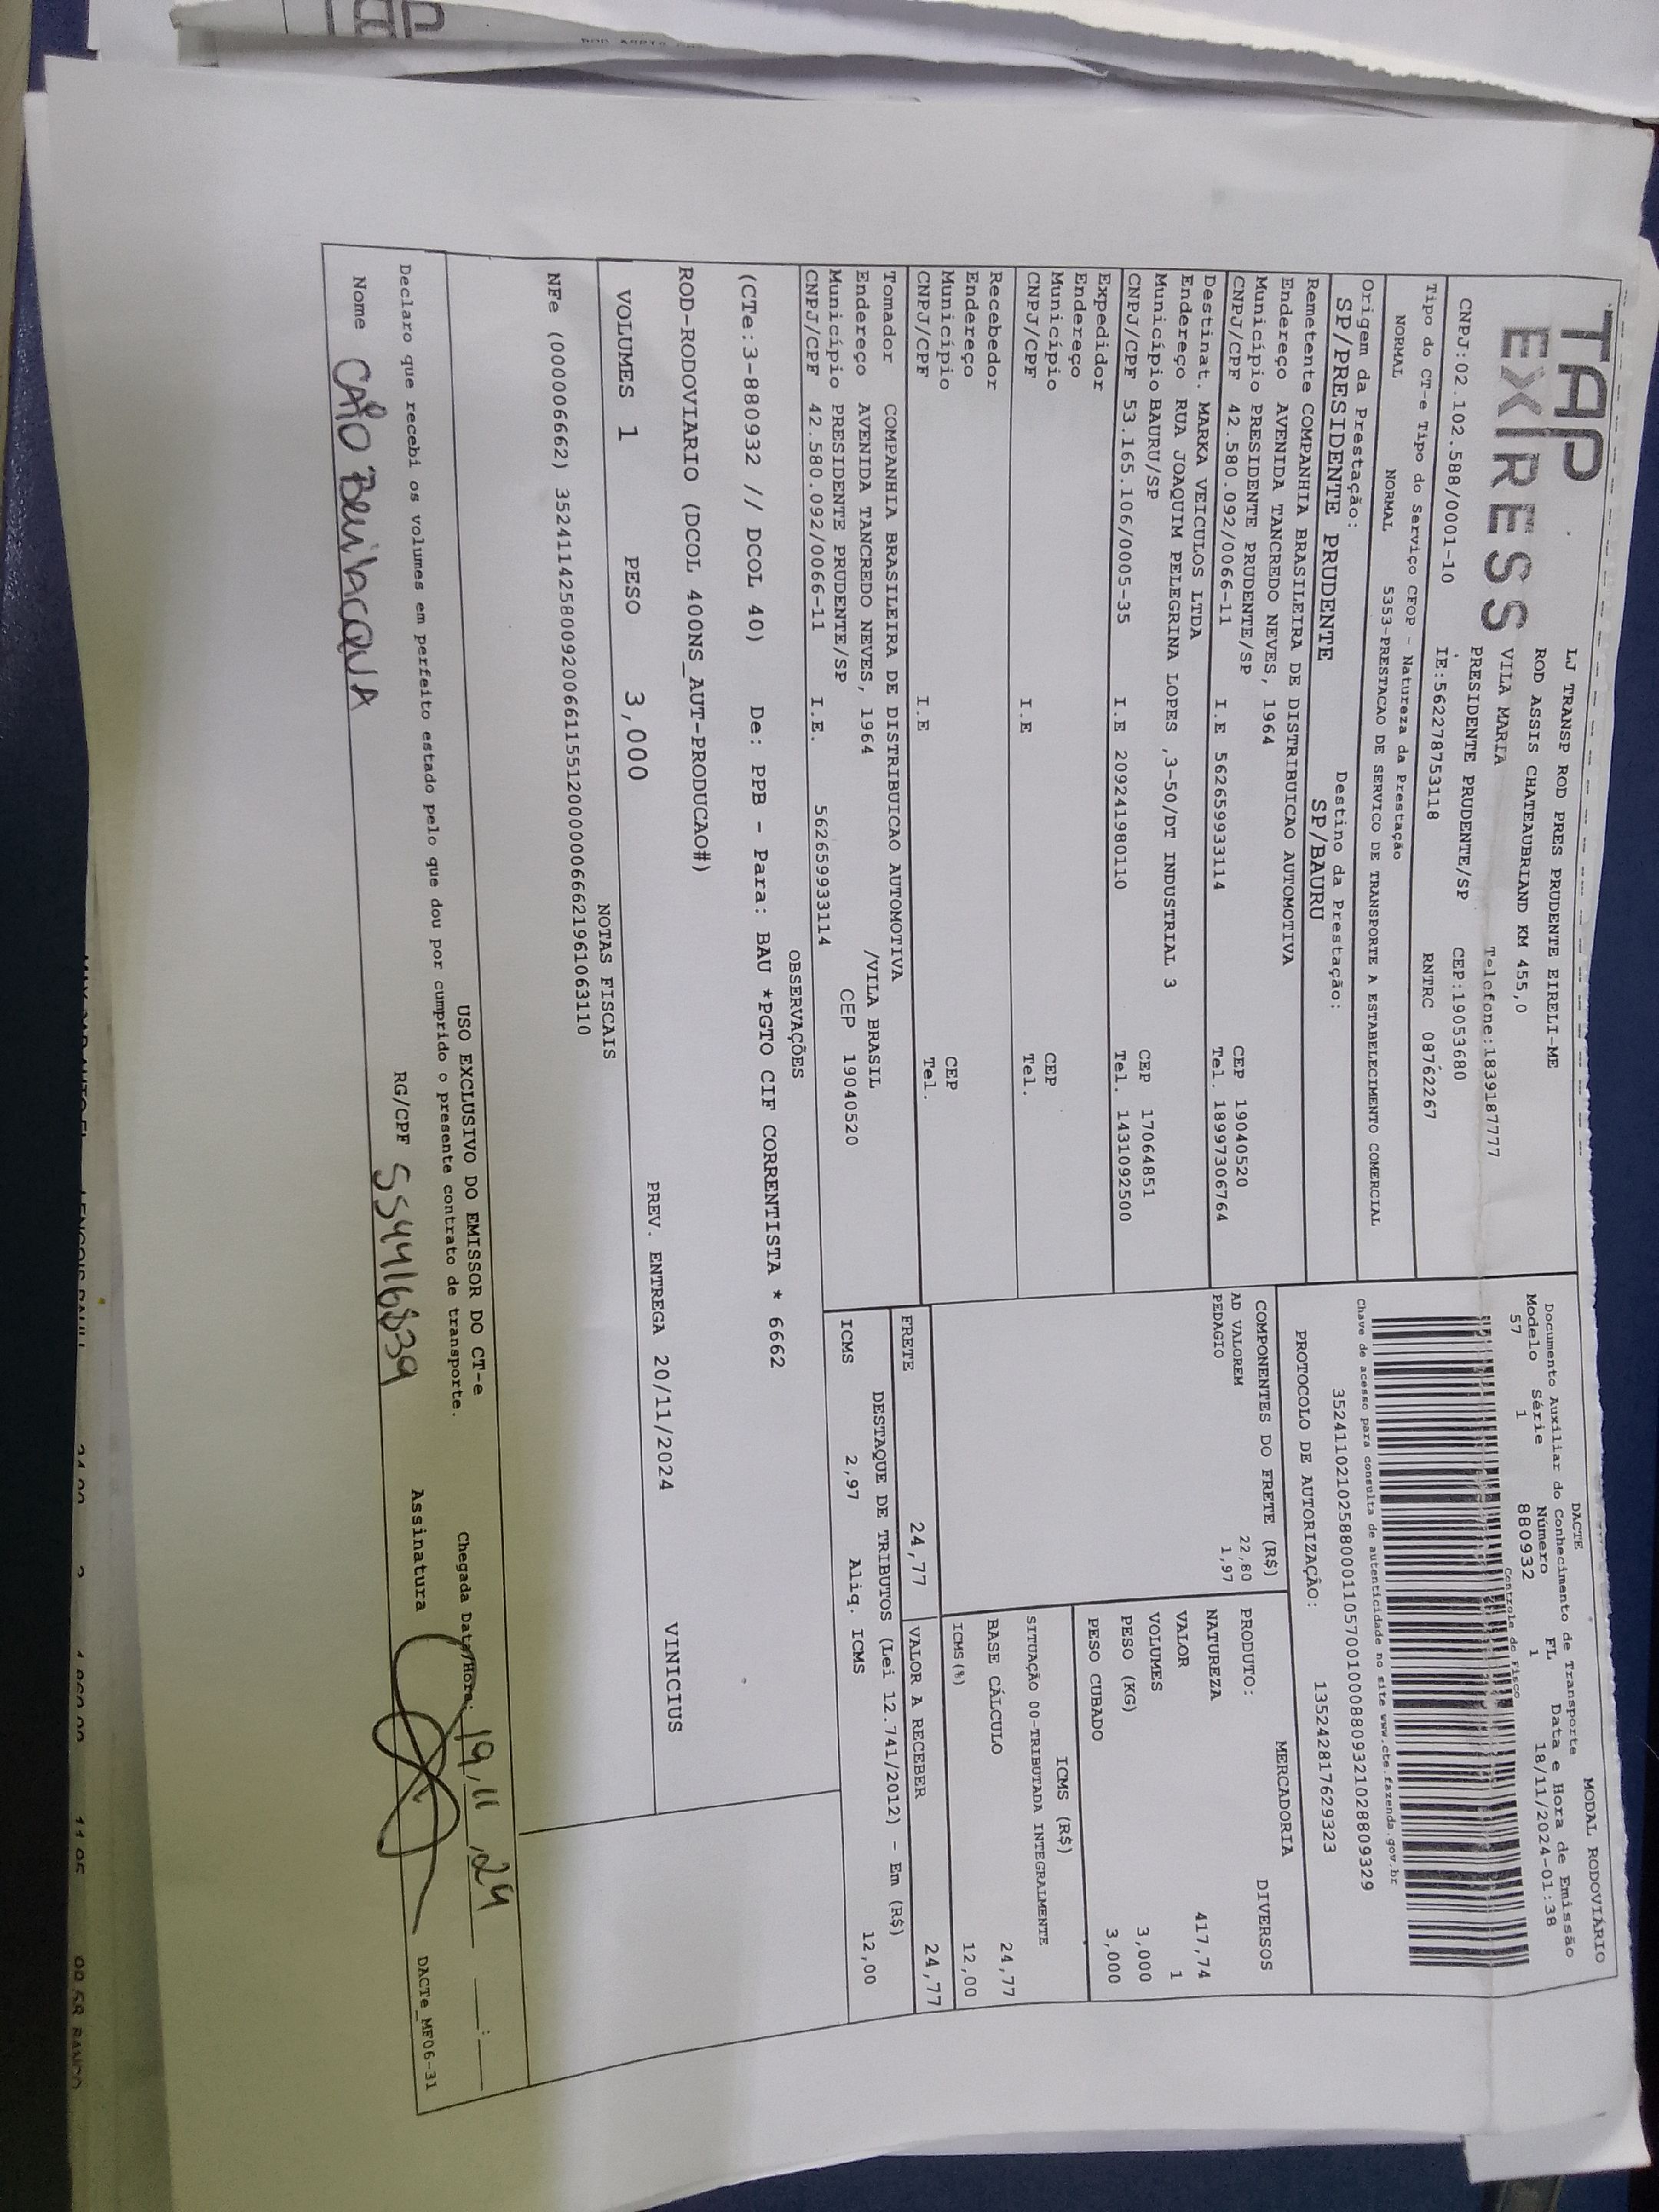 TAP
EXPRESS
LJ TRANSP ROD PRES PRUDENTE EIRELI-ME
ROD ASSIS CHATEAUBRIAND KM 455,0
VILA MARIA Telefone:1839187777
PRESIDENTE PRUDENTE/SP CEP:19053680
CNPJ:02.102.588/0001-10 IE:562278753118 RNTRC 08762267
Tipo do CT-e Tipo do Serviço CFOP - Natureza da Prestação
NORMAL NORMAL 5353-PRESTACAO DE SERVICO DE TRANSPORTE A ESTABELECIMENTO COMERCIAL
Origem da Prestação: Destino da Prestação:
SP/PRESIDENTE PRUDENTE SP/BAURU
DACTE MODAL RODOVIÁRIO
Documento Auxiliar do Conhecimento de Transporte
Modelo Série Número FL Data e Hora de Emissão
57 1 880932 1 18/11/2024-01:38
Controle do Fisco
Chave de acesso para consulta de autenticidade no site www.cte.fazenda.gov.br
35241102102588000110570010008809321028809329
PROTOCOLO DE AUTORIZAÇÃO: 135242817629323
Remetente COMPANHIA BRASILEIRA DE DISTRIBUICAO AUTOMOTIVA
Endereço AVENIDA TANCREDO NEVES, 1964
Município PRESIDENTE PRUDENTE/SP CEP 19040520
CNPJ/CPF 42.580.092/0066-11 I.E 562659933114 Tel. 18997306764
Destinat. MARKA VEICULOS LTDA
Endereço RUA JOAQUIM PELEGRINA LOPES ,3-50/DT INDUSTRIAL 3
Município BAURU/SP CEP 17064851
CNPJ/CPF 53.165.106/0005-35 I.E 209241980110 Tel. 1431092500
Expedidor
Endereço
Município CEP
CNPJ/CPF I.E Tel.
Recebedor
Endereço
Município CEP
CNPJ/CPF I.E Tel.
Tomador COMPANHIA BRASILEIRA DE DISTRIBUICAO AUTOMOTIVA
Endereço AVENIDA TANCREDO NEVES, 1964 /VILA BRASIL
Município PRESIDENTE PRUDENTE/SP CEP 19040520
CNPJ/CPF 42.580.092/0066-11 I.E. 562659933114
COMPONENTES DO FRETE (R$)
AD VALOREM 22,80
PEDAGIO 1,97
MERCADORIA
PRODUTO: DIVERSOS
NATUREZA
VALOR 417,74
VOLUMES 1
PESO (KG) 3,000
PESO CUBADO 3,000
ICMS (R$)
SITUAÇÃO 00-TRIBUTADA INTEGRALMENTE
BASE CÁLCULO 24,77
ICMS(%) 12,00
FRETE 24,77 VALOR A RECEBER 24,77
DESTAQUE DE TRIBUTOS (Lei 12.741/2012) - Em (R$)
ICMS 2,97 Aliq. ICMS 12,00
OBSERVAÇÕES
(CTe:3-880932 // DCOL 40) De: PPB - Para: BAU *PGTO CIF CORRENTISTA * 6662
ROD-RODOVIARIO (DCOL 400NS_AUT-PRODUCAO#)
VOLUMES 1 PESO 3,000 PREV. ENTREGA 20/11/2024 VINICIUS
NOTAS FISCAIS
NFe (000006662) 35241142580092006611551200000066621961063110
USO EXCLUSIVO DO EMISSOR DO CT-e
Declaro que recebi os volumes em perfeito estado pelo que dou por cumprido o presente contrato de transporte.
Chegada Data/Hora: 19,11,24 __:__
Nome CAIO BEVILACQUA RG/CPF 554416839 Assinatura
DACTe_MF06-31